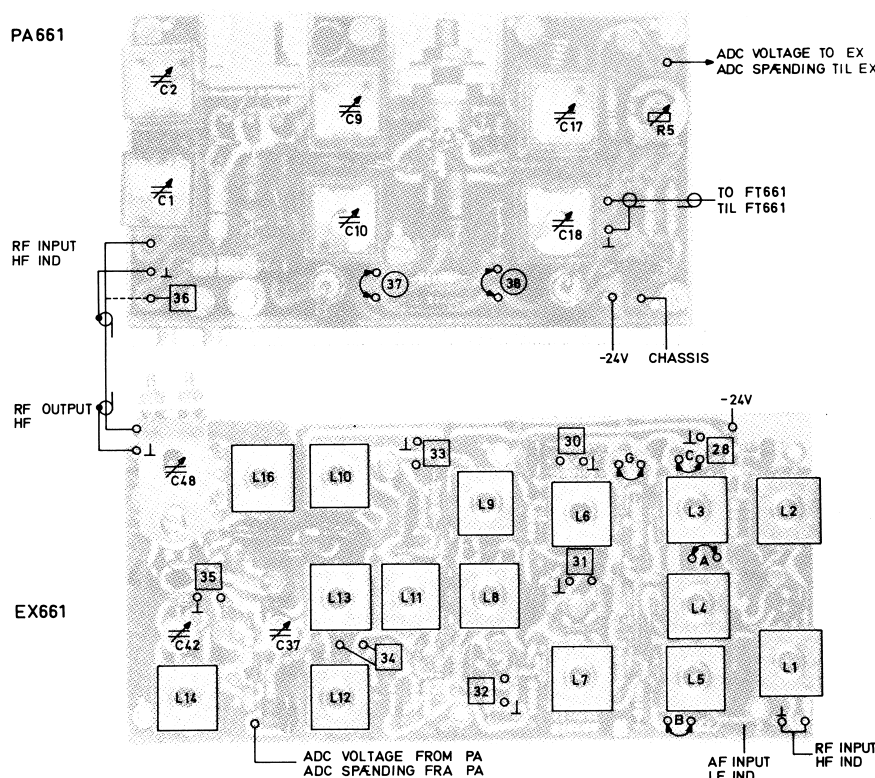 PA661
ADC VOLTAGE TO EX
ADC SPÆNDING TIL EX
C2
C9
C17
R5
C1
C10
C18
TO FT661
TIL FT661
RF INPUT
HF IND
36
37
38
-24V CHASSIS
RF OUTPUT
HF
-24V
33
30
G
C
28
C48
L16
L10
L9
L6
L3
L2
31
A
35
L13
L11
L8
L4
EX661
C42
C37
34
L14
L12
32
L7
L5
L1
B
ADC VOLTAGE FROM PA
ADC SPÆNDING FRA PA
AF INPUT
LF IND
RF INPUT
HF IND